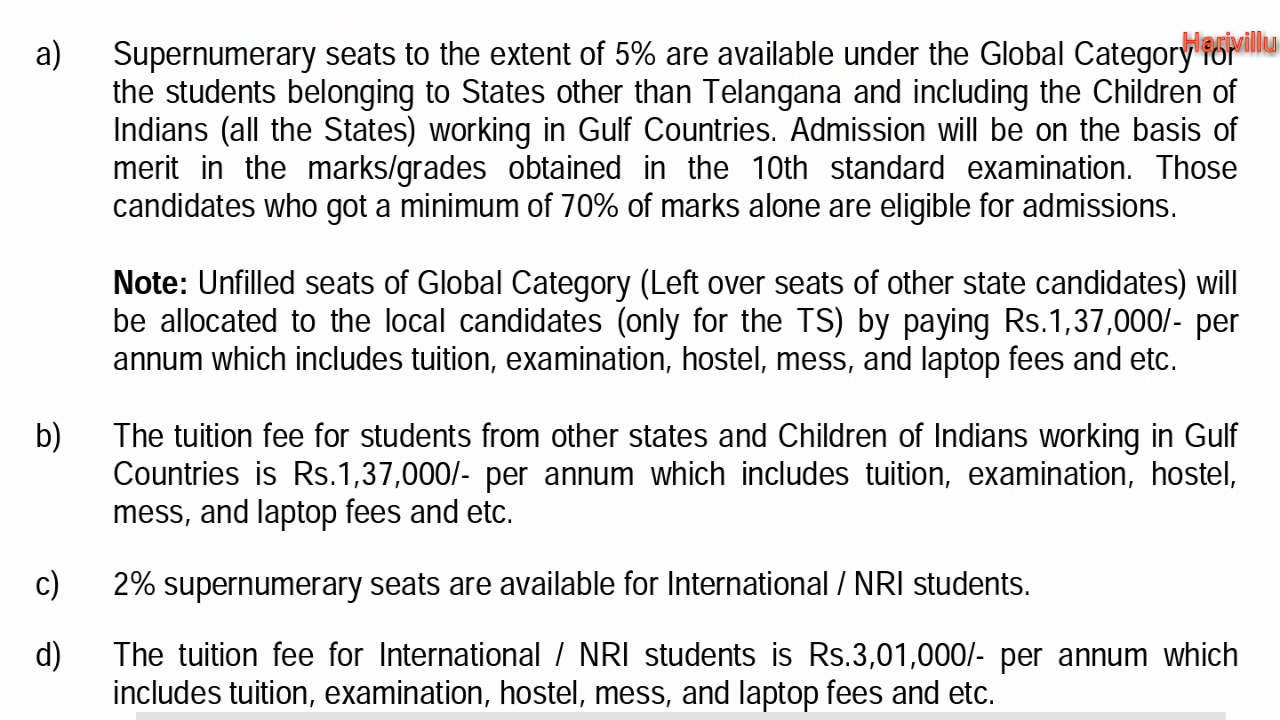 Harivillu
a) Supernumerary seats to the extent of 5% are available under the Global Category for
the students belonging to States other than Telangana and including the Children of
Indians (all the States) working in Gulf Countries. Admission will be on the basis of
merit in the marks/grades obtained in the 10th standard examination. Those
candidates who got a minimum of 70% of marks alone are eligible for admissions.
Note: Unfilled seats of Global Category (Left over seats of other state candidates) will
be allocated to the local candidates (only for the TS) by paying Rs.1,37,000/- per
annum which includes tuition, examination, hostel, mess, and laptop fees and etc.
b) The tuition fee for students from other states and Children of Indians working in Gulf
Countries is Rs.1,37,000/- per annum which includes tuition, examination, hostel,
mess, and laptop fees and etc.
c) 2% supernumerary seats are available for International / NRI students.
d) The tuition fee for International / NRI students is Rs.3,01,000/- per annum which
includes tuition, examination, hostel, mess, and laptop fees and etc.